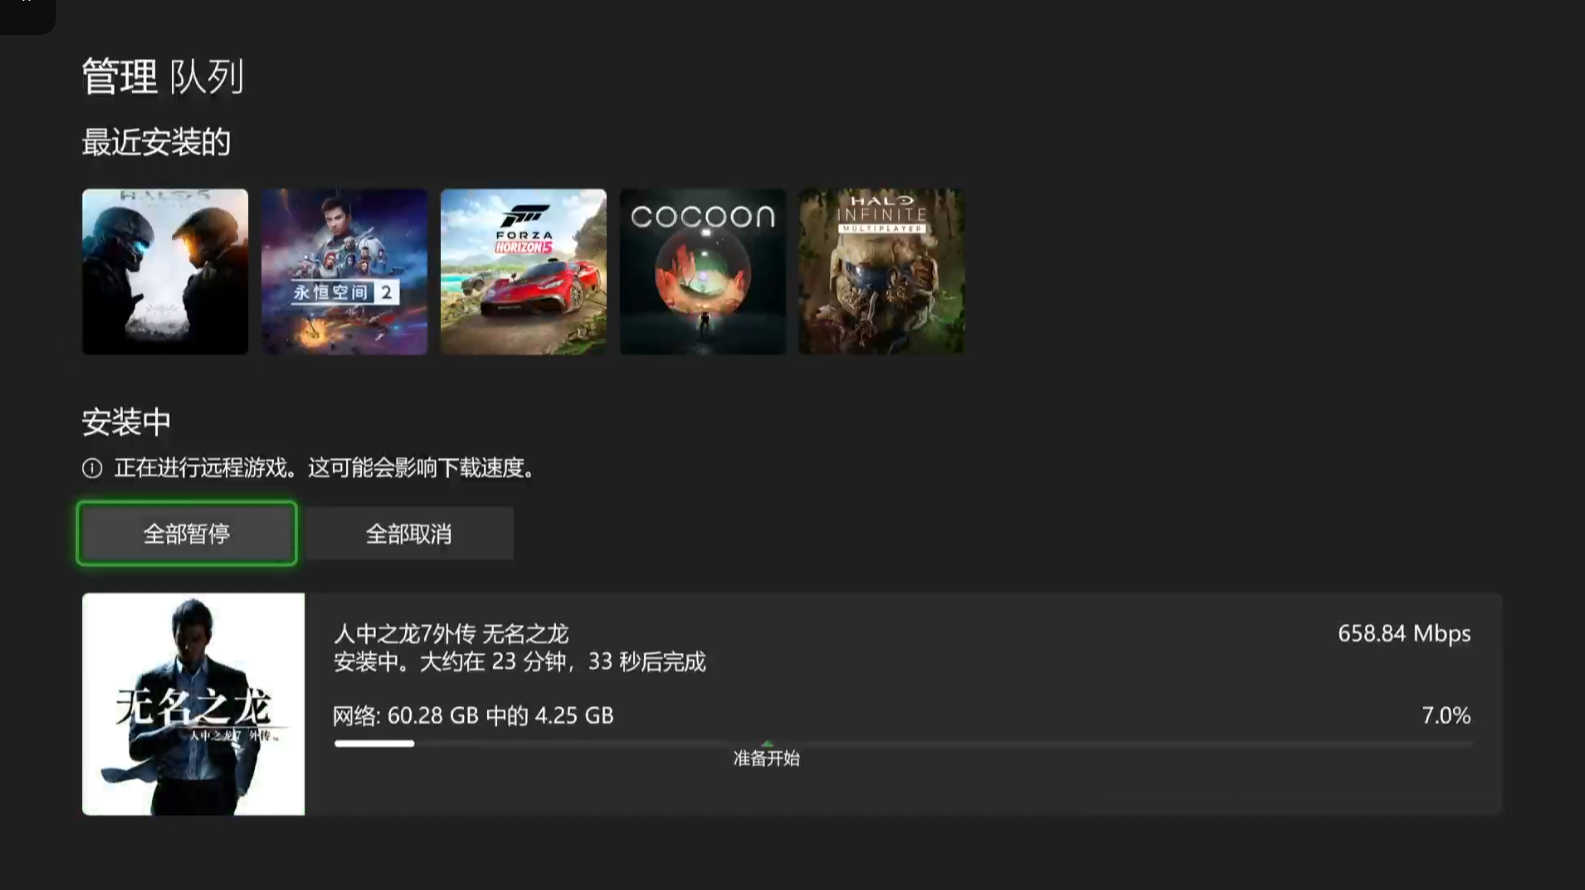 管理 队列
最近安装的
HALO 5
永恒空间 2
FORZA
HORIZON 5
COCOON
HALO
INFINITE
MULTIPLAYER
安装中
正在进行远程游戏。这可能会影响下载速度。
全部暂停
全部取消
人中之龙7外传 无名之龙
658.84 Mbps
安装中。大约在 23 分钟，33 秒后完成
无名之龙
人中之龙7 外传
网络: 60.28 GB 中的 4.25 GB
7.0%
准备开始